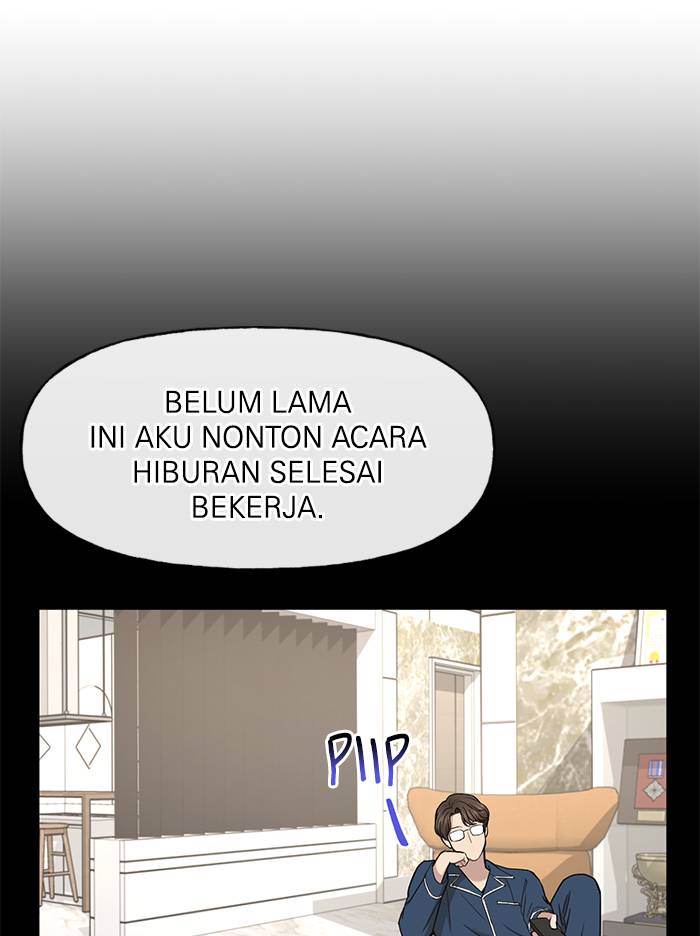 BELUM LAMA
INI AKU NONTON ACARA
HIBURAN SELESAI
BEKERJA.
PIIP